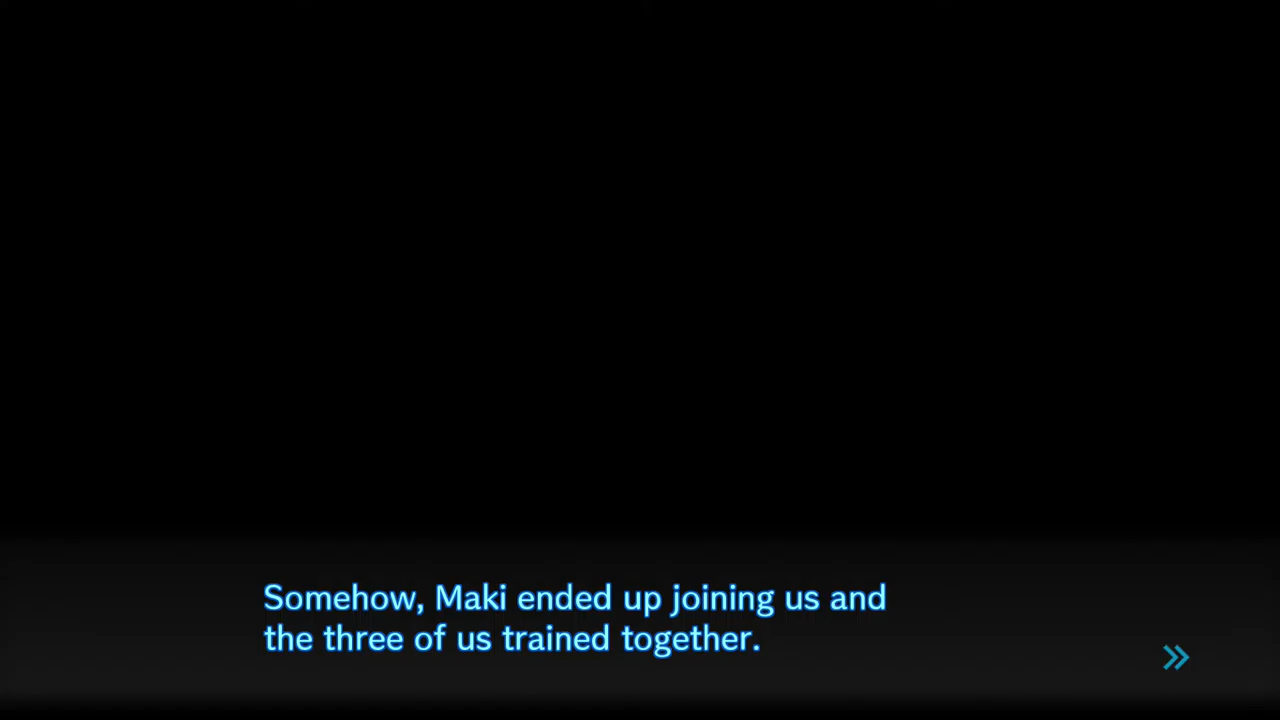 Somehow, Maki ended up joining us and
the three of us trained together.